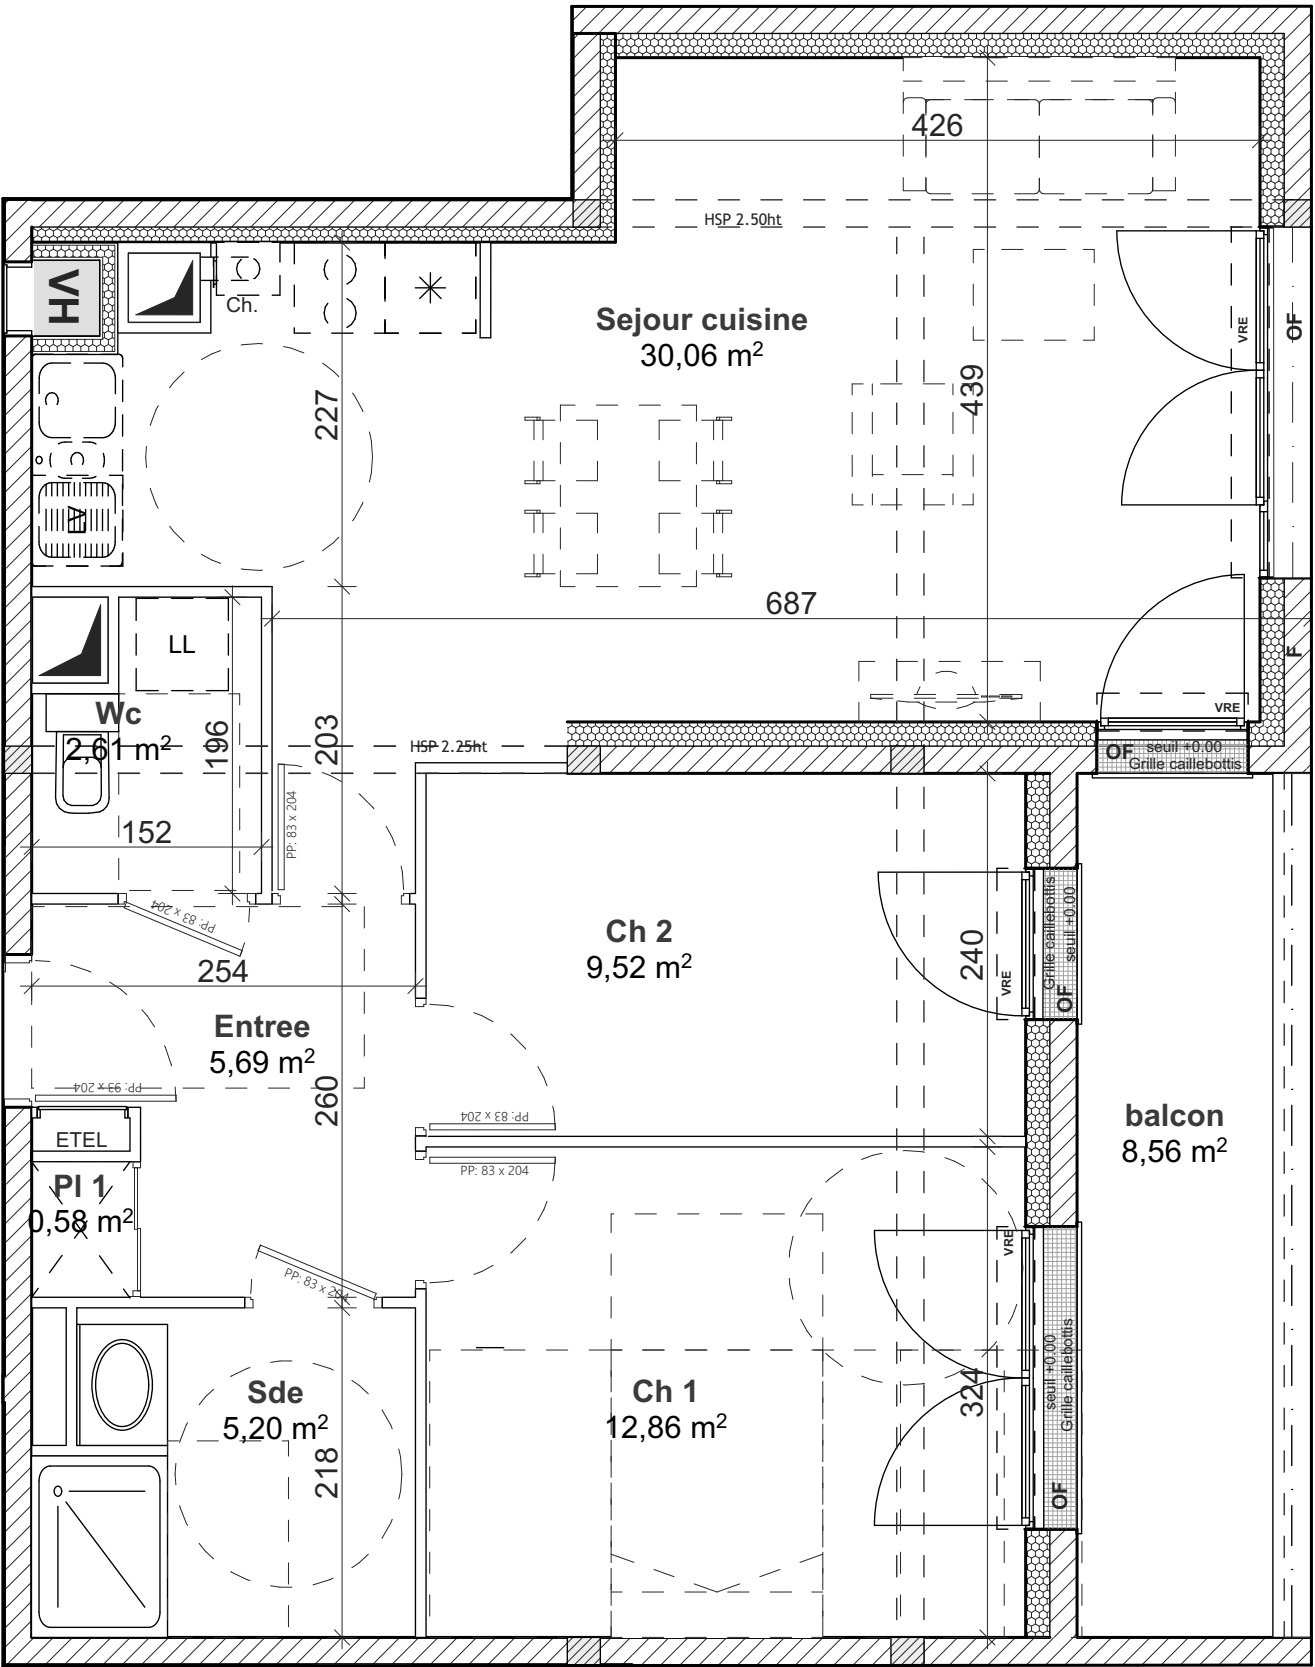 426
HSP 2.50ht
VH
Ch.
Sejour cuisine
30,06 m²
VRE
OF
227
439
EV
687
LL
F
Wc
2,61 m²
196
203
HSP 2.25ht
VRE
OF
seuil +0.00
Grille caillebottis
152
PP: 83 x 204
PP: 83 x 204
254
Ch 2
9,52 m²
240
VRE
Grille caillebottis
seuil +0.00
OF
Entree
5,69 m²
PP: 93 x 204
260
PP: 83 x 204
ETEL
balcon
8,56 m²
PP: 83 x 204
Pl 1
0,58 m²
VRE
PP: 83 x 204
Sde
5,20 m²
Ch 1
12,86 m²
324
seuil +0.00
Grille caillebottis
218
OF